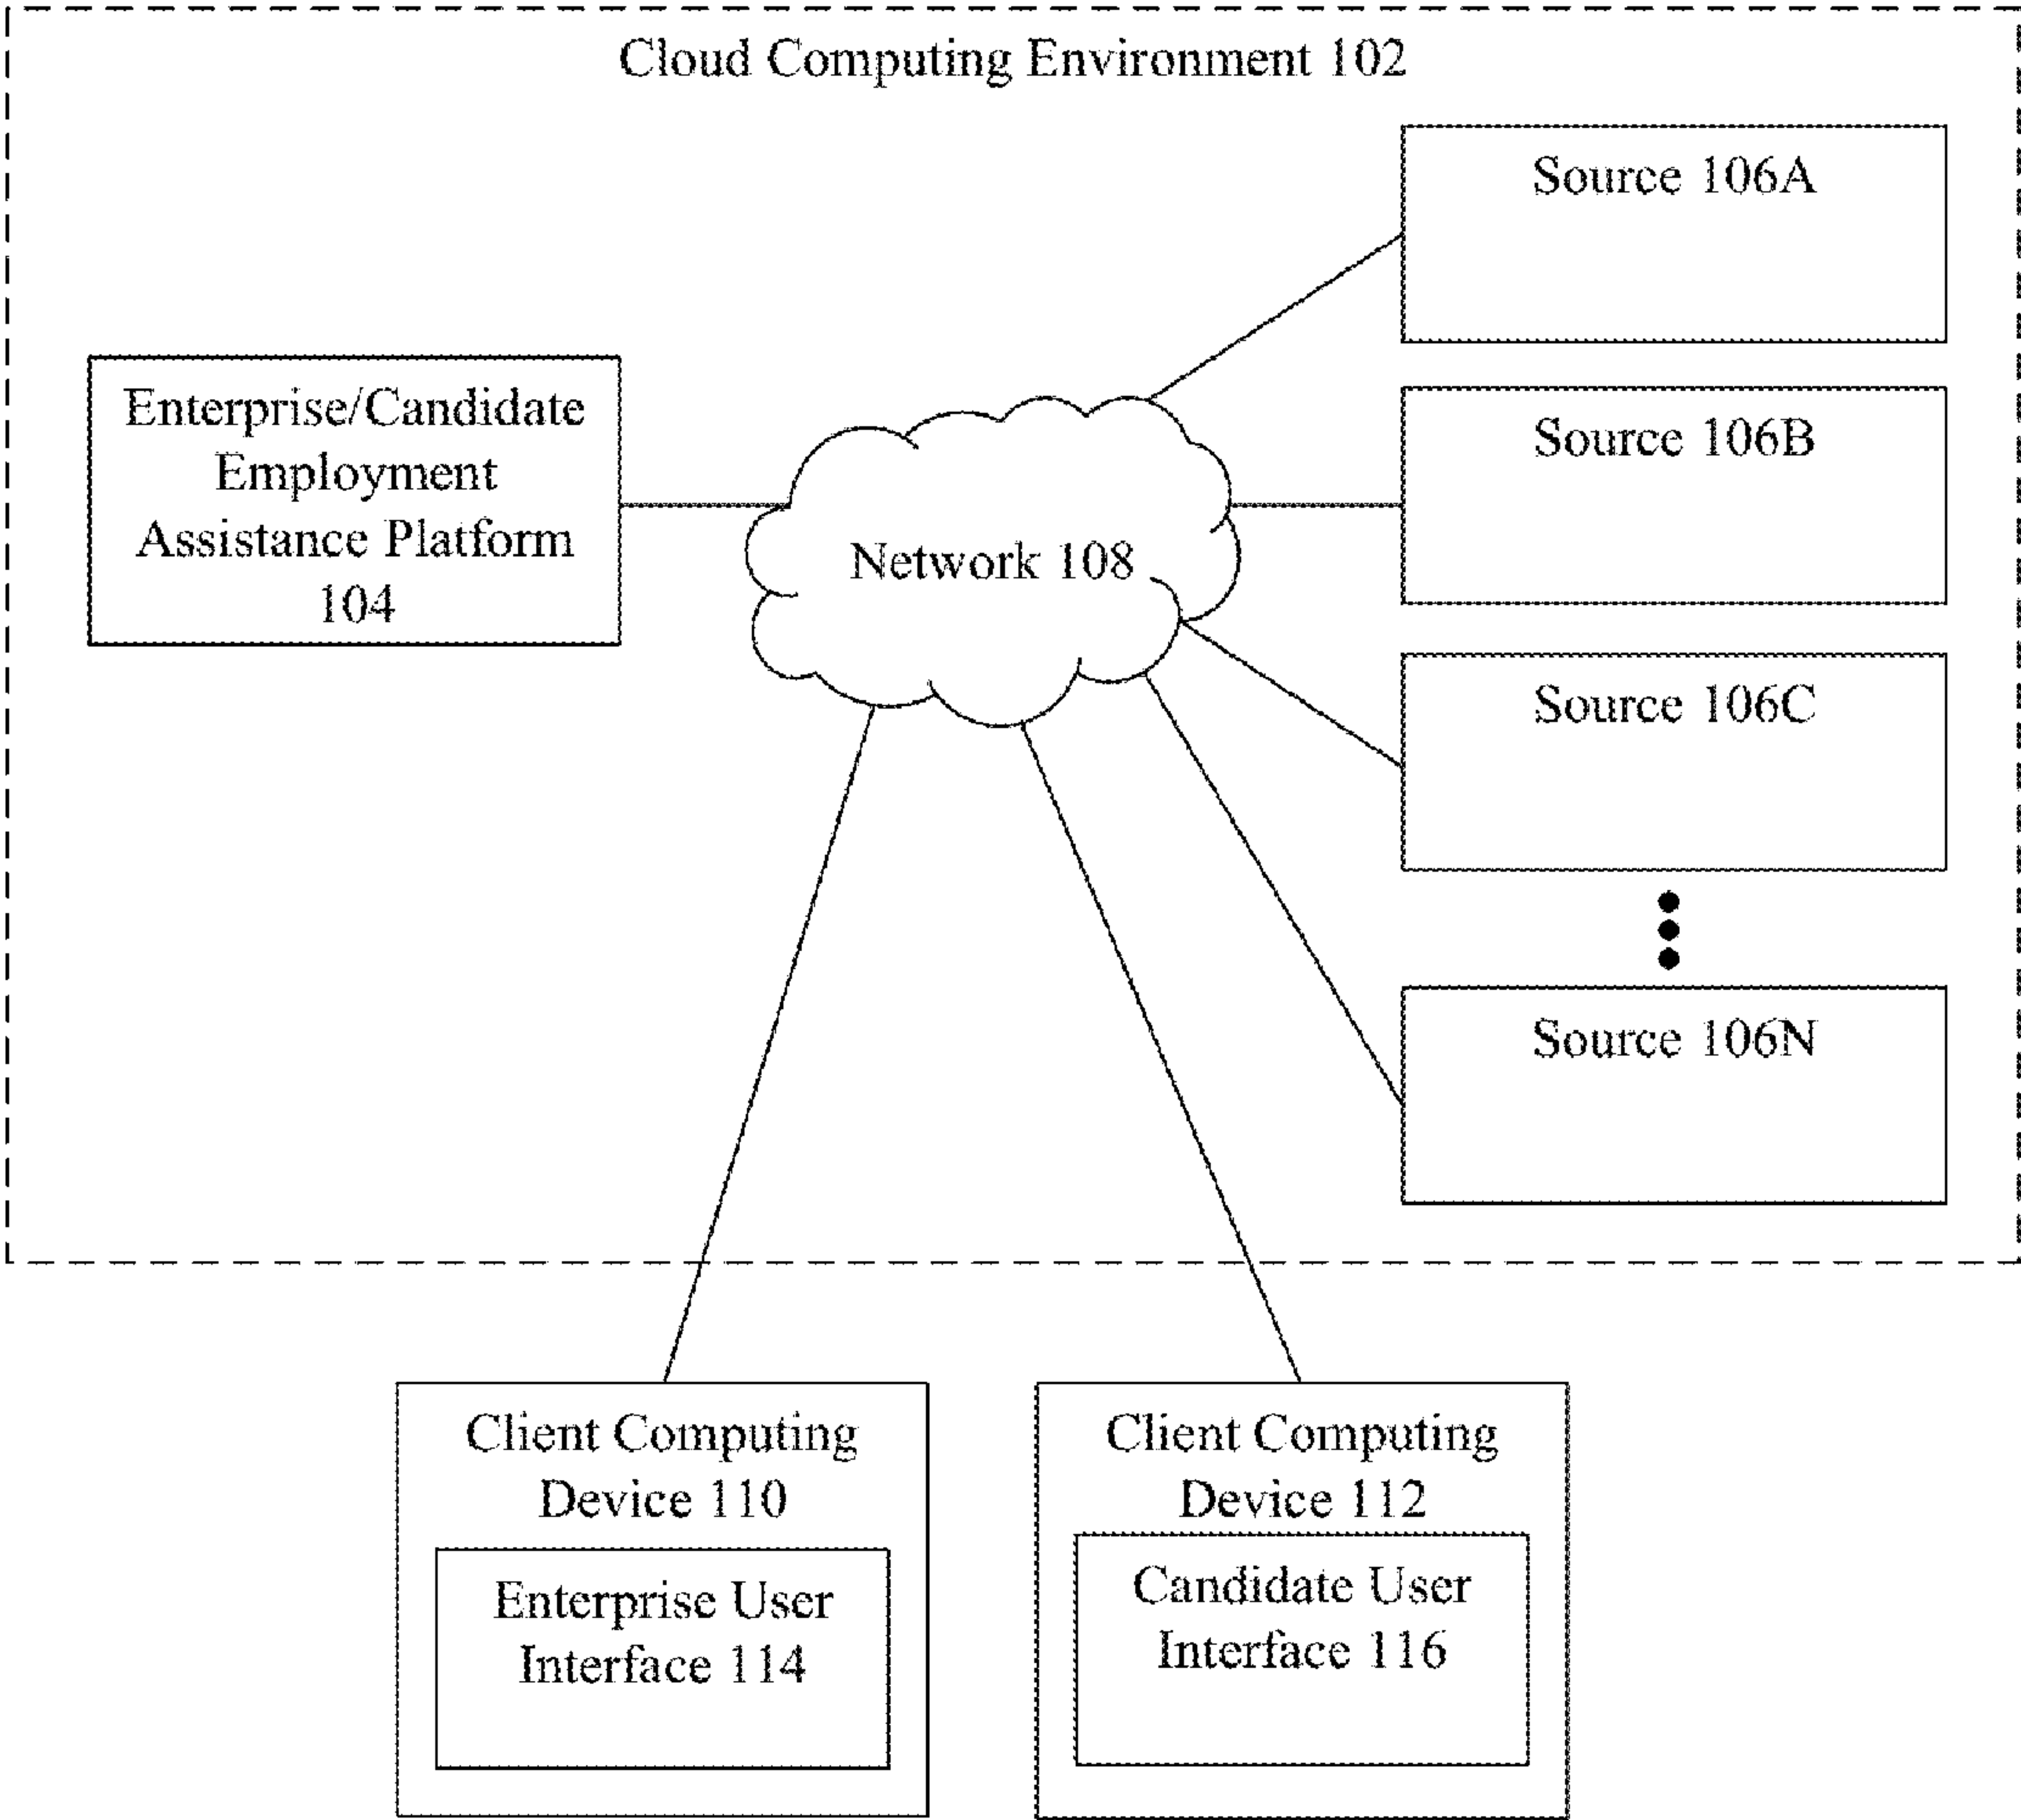 Cloud Computing Environment 102
Source 106A
Enterprise/Candidate
Employment
Assistance Platform
104
Source 106B
Network 108
Source 106C
Source 106N
Client Computing
Device 110
Enterprise User
Interface 114
Client Computing
Device 112
Candidate User
Interface 116